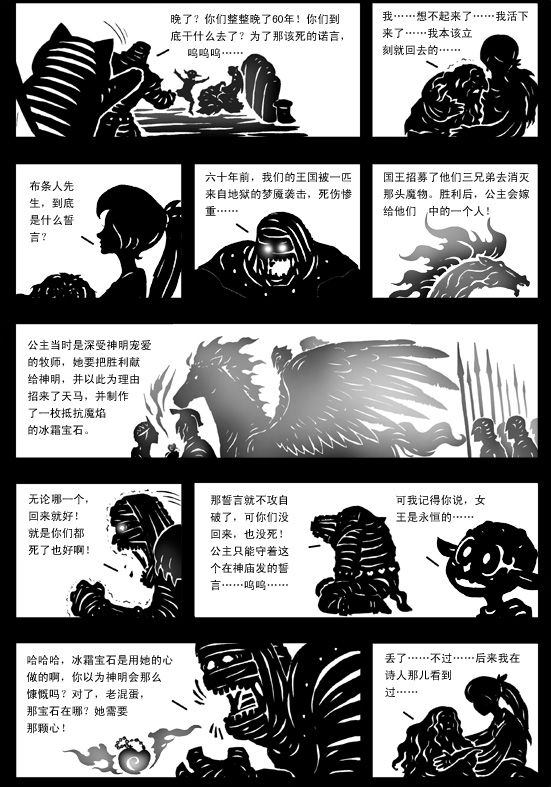 晚了？你们整整晚了60年！你们到
底干什么去了？为了那该死的诺言，
呜呜呜……
我……想不起来了……我活下
来了……我本该立
刻就回去的……
布条人先
生，到底
是什么誓
言？
六十年前，我们的王国被一匹
来自地狱的梦魇袭击，死伤惨
重……
国王招募了他们三兄弟去消灭
那头魔物。胜利后，公主会嫁
给他们 中的一个人！
公主当时是深受神明宠爱
的牧师，她要把胜利献
给神明，并以此为理由
招来了天马，并制作
了一枚抵抗魔焰
的冰霜宝石。
无论哪一个，
回来就好！
就是你们都
死了也好啊！
那誓言就不攻自
破了，可你们没
回来，也没死！
公主只能守着这
个在神庙发的誓
言……呜呜……
可我记得你说，女
王是永恒的……
哈哈哈，冰霜宝石是用她的心
做的啊，你以为神明会那么
慷慨吗？对了，老混蛋，
那宝石在哪？她需要
那颗心！
丢了……不过……后来我在
诗人那儿看到
过……